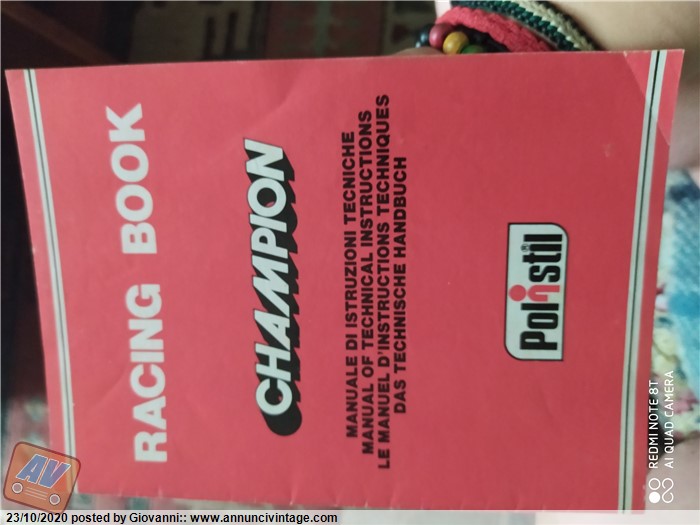 RACING BOOK
CHAMPION
MANUALE DI ISTRUZIONI TECNICHE
MANUAL OF TECHNICAL INSTRUCTIONS
LE MANUEL D'INSTRUCTIONS TECHNIQUES
DAS TECHNISCHE HANDBUCH
Polistil®
REDMI NOTE 8T
AI QUAD CAMERA
AV
23/10/2020 posted by Giovanni:: www.annuncivintage.com